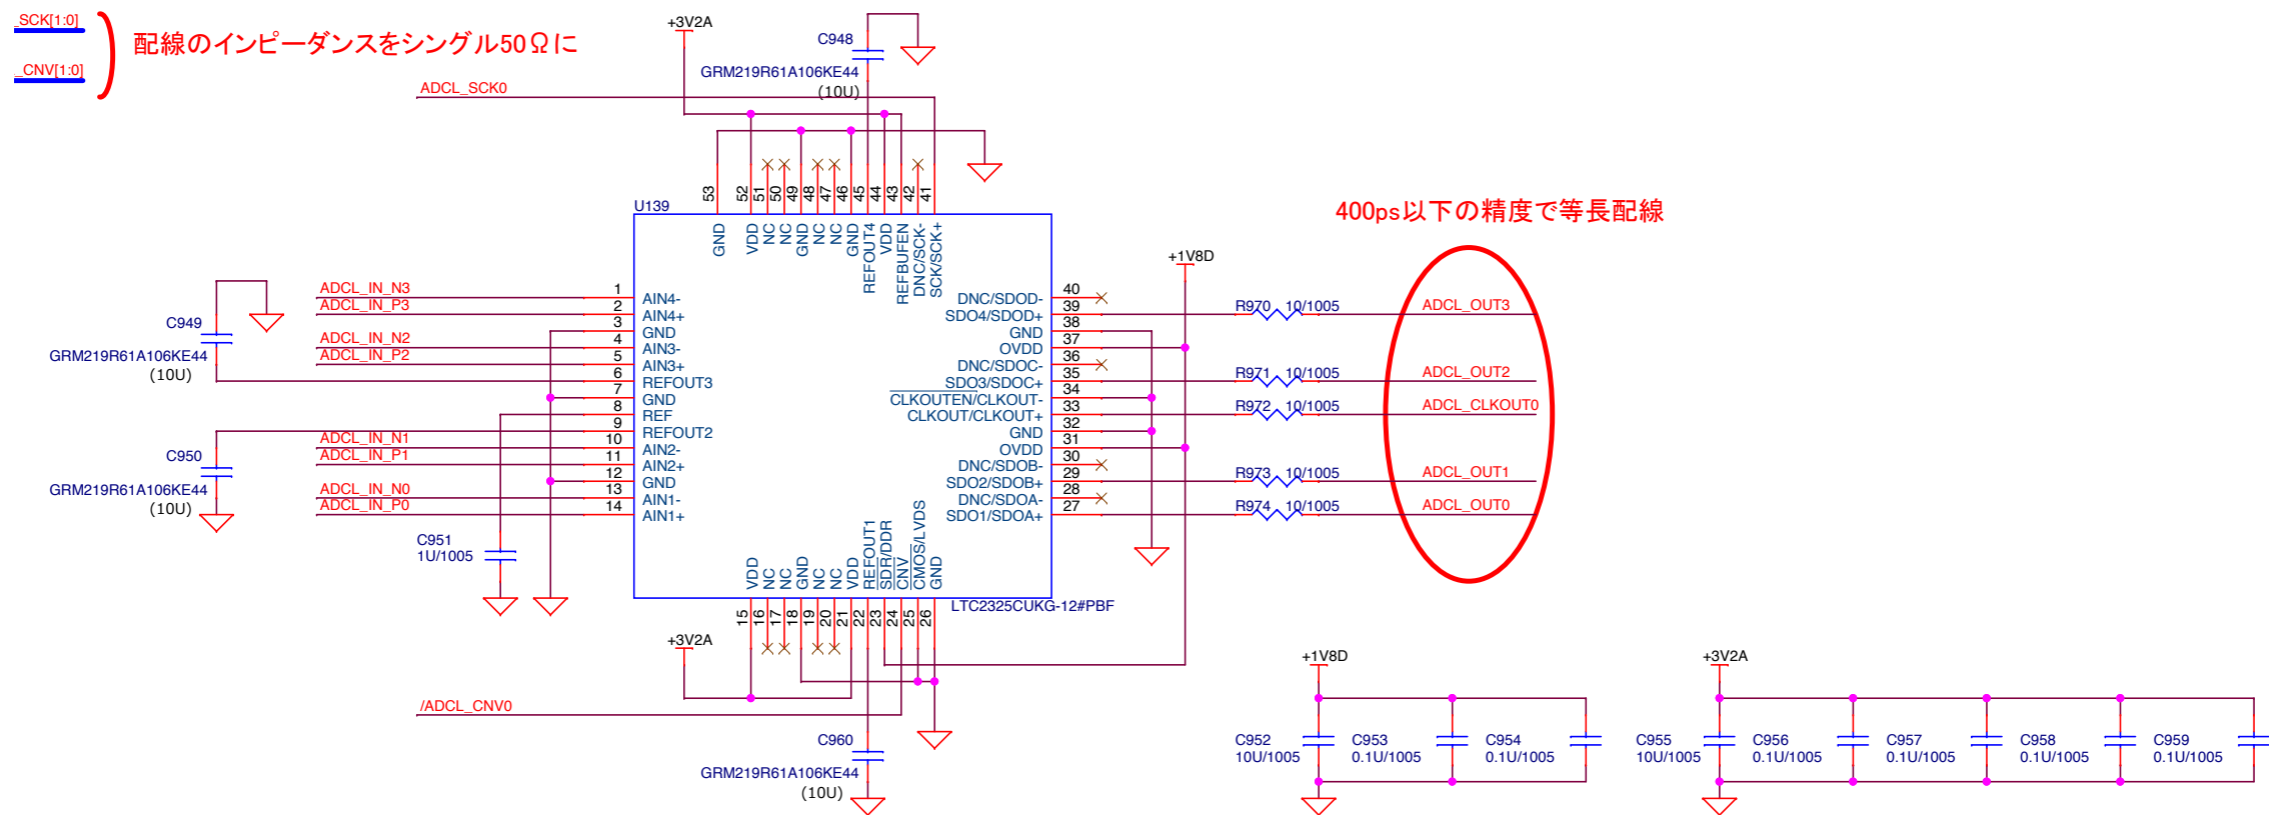 _SCK[1:0]
配線のインピーダンスをシングル50Ωに
_CNV[1:0]
+3V2A
C948
GRM219R61A106KE44
(10U)
ADCL_SCK0
53
52
51
50
49
48
47
46
45
44
43
42
41
U139
GND
VDD
NC
NC
GND
NC
NC
GND
REFOUT4
VDD
REFBUFEN
DNC/SCK-
SCK/SCK+
400ps以下の精度で等長配線
+1V8D
ADCL_IN_N3 1 AIN4-
ADCL_IN_P3 2 AIN4+
3 GND
ADCL_IN_N2 4 AIN3-
ADCL_IN_P2 5 AIN3+
6 REFOUT3
7 GND
8 REF
9 REFOUT2
ADCL_IN_N1 10 AIN2-
ADCL_IN_P1 11 AIN2+
12 GND
ADCL_IN_N0 13 AIN1-
ADCL_IN_P0 14 AIN1+
C949
GRM219R61A106KE44
(10U)
C950
GRM219R61A106KE44
(10U)
C951
1U/1005
DNC/SDOD- 40
SDO4/SDOD+ 39 R970 10/1005 ADCL_OUT3
GND 38
OVDD 37
DNC/SDOC- 36
SDO3/SDOC+ 35 R971 10/1005 ADCL_OUT2
CLKOUTEN/CLKOUT- 34
CLKOUT/CLKOUT+ 33 R972 10/1005 ADCL_CLKOUT0
GND 32
OVDD 31
DNC/SDOB- 30
SDO2/SDOB+ 29 R973 10/1005 ADCL_OUT1
DNC/SDOA- 28
SDO1/SDOA+ 27 R974 10/1005 ADCL_OUT0
VDD
NC
NC
GND
NC
NC
VDD
REFOUT1
SDR/DDR
CNV
CMOS/LVDS
GND
LTC2325CUKG-12#PBF
15
16
17
18
19
20
21
22
23
24
25
26
+3V2A
/ADCL_CNV0
C960
GRM219R61A106KE44
(10U)
+1V8D
C952
10U/1005
C953
0.1U/1005
C954
0.1U/1005
+3V2A
C955
10U/1005
C956
0.1U/1005
C957
0.1U/1005
C958
0.1U/1005
C959
0.1U/1005